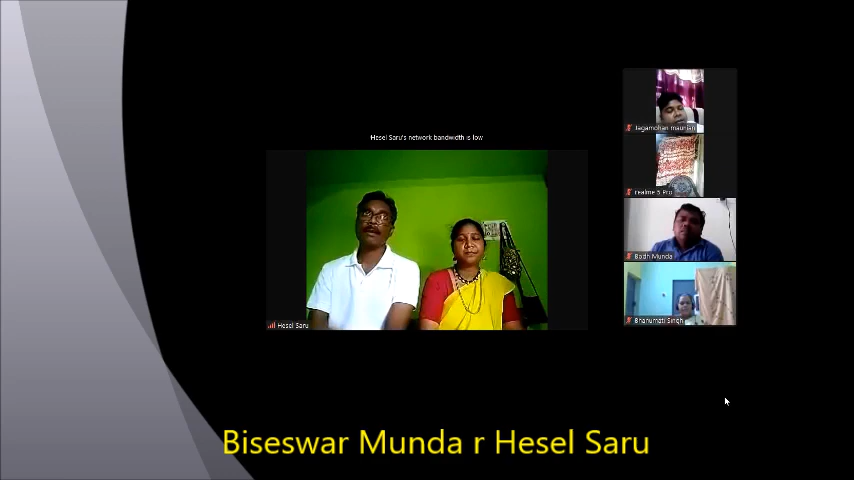 Hesel Saru's network bandwidth is low
Hesel Saru
Jagamohan maurian
realme 5 Pro
Bodh Munda
Bhanumati Singh
Biseswar Munda r Hesel Saru